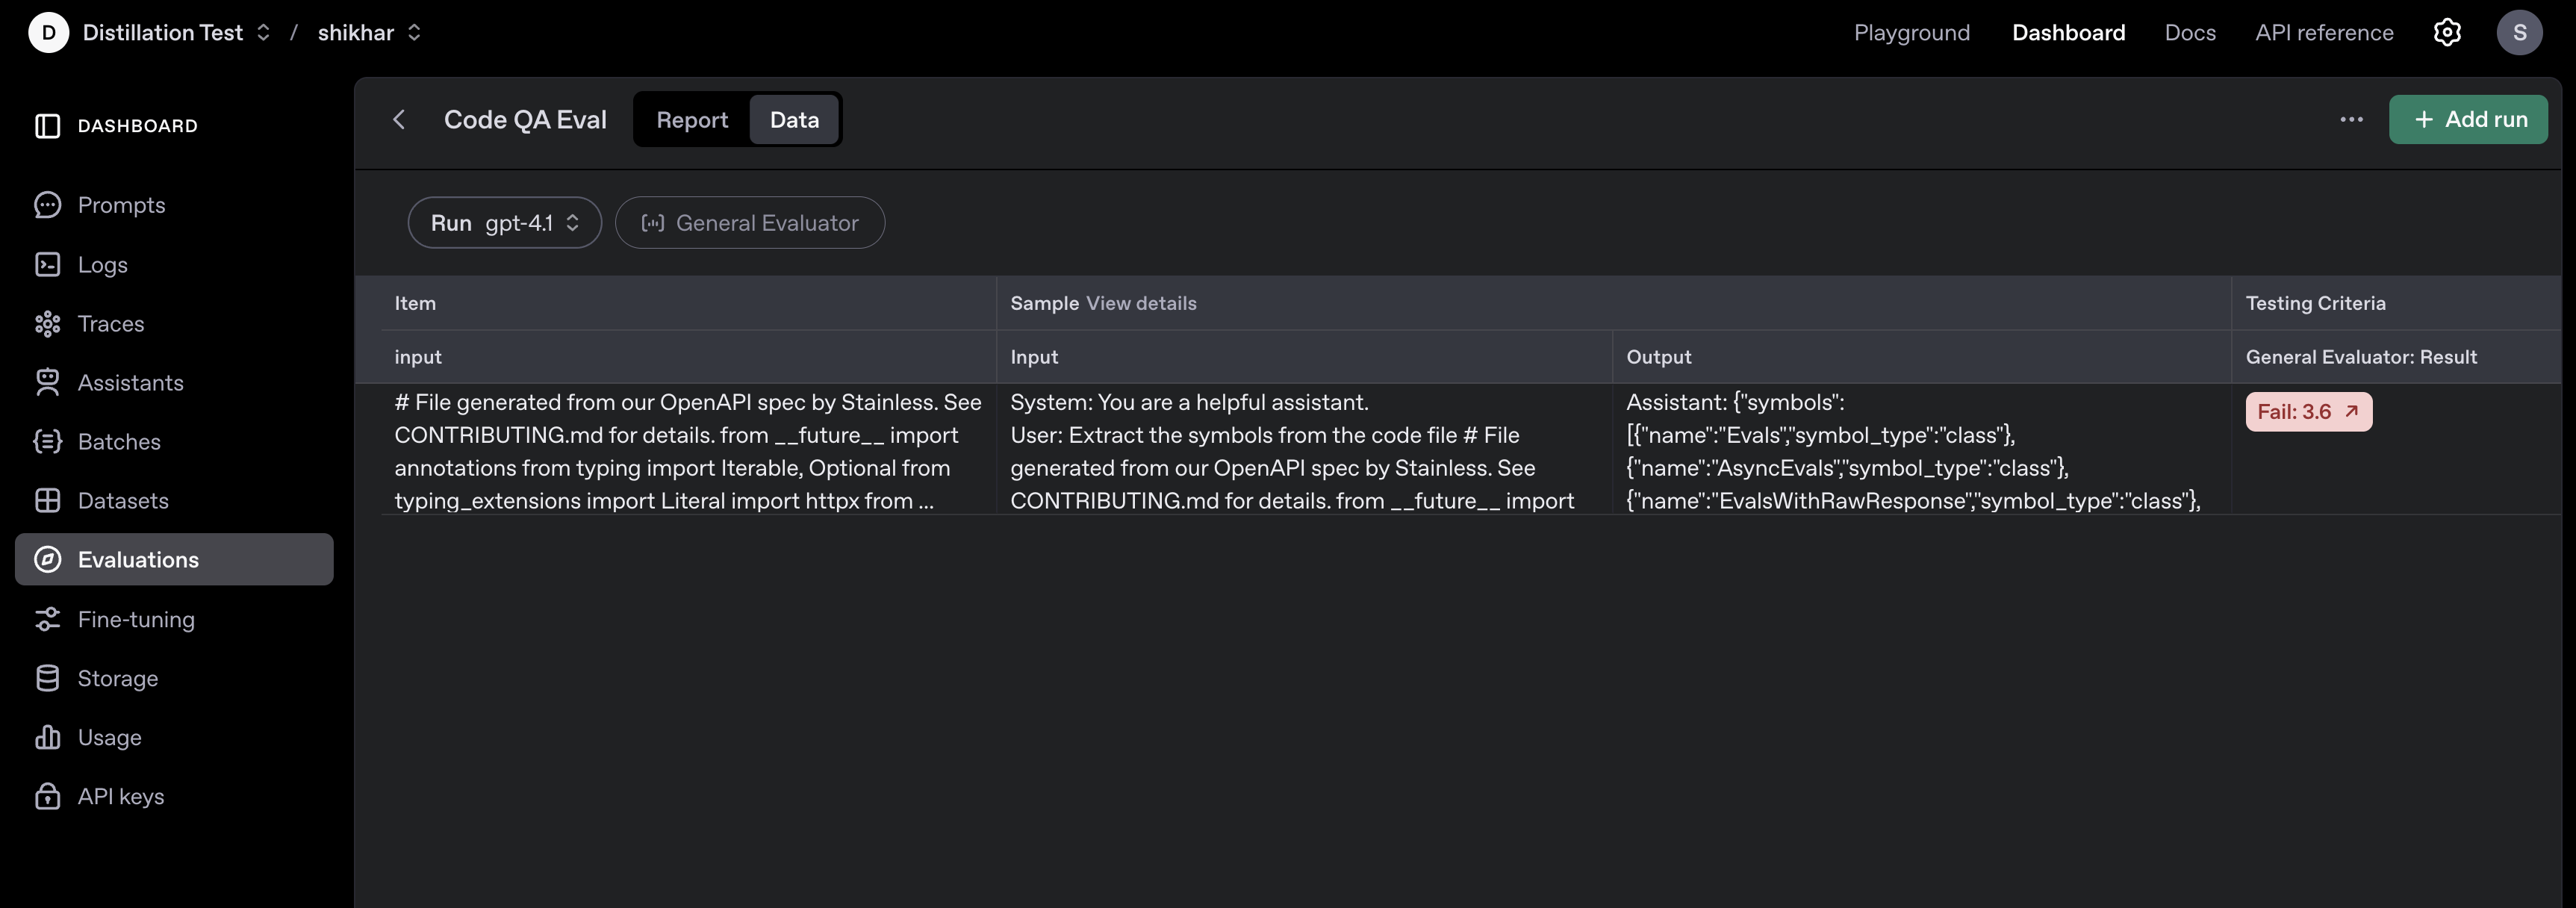 D Distillation Test / shikhar
Playground Dashboard Docs API reference S
DASHBOARD
Prompts
Logs
Traces
Assistants
Batches
Datasets
Evaluations
Fine-tuning
Storage
Usage
API keys
Code QA Eval Report Data
... + Add run
Run gpt-4.1 General Evaluator
Item Sample View details Testing Criteria
input Input Output General Evaluator: Result
# File generated from our OpenAPI spec by Stainless. See
CONTRIBUTING.md for details. from __future__ import
annotations from typing import Iterable, Optional from
typing_extensions import Literal import httpx from ...
System: You are a helpful assistant.
User: Extract the symbols from the code file # File
generated from our OpenAPI spec by Stainless. See
CONTRIBUTING.md for details. from __future__ import
Assistant: {"symbols":
[{"name":"Evals","symbol_type":"class"},
{"name":"AsyncEvals","symbol_type":"class"},
{"name":"EvalsWithRawResponse","symbol_type":"class"},
Fail: 3.6